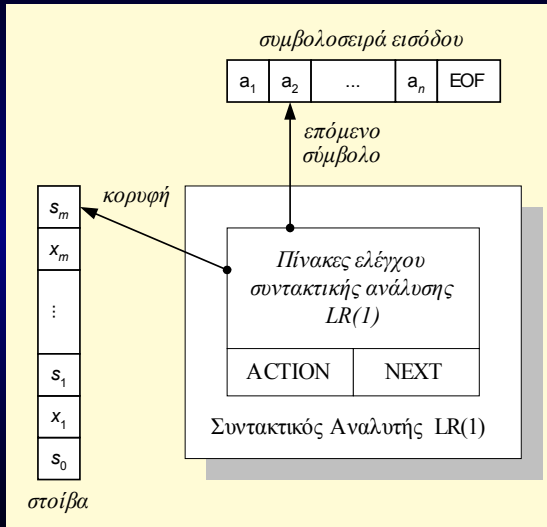 συμβολοσειρά εισόδου
a1 a2 ... an EOF
επόμενο
σύμβολο
κορυφή
sm
xm
...
s1
x1
s0
στοίβα
Πίνακες ελέγχου
συντακτικής ανάλυσης
LR(1)
ACTION NEXT
Συντακτικός Αναλυτής LR(1)